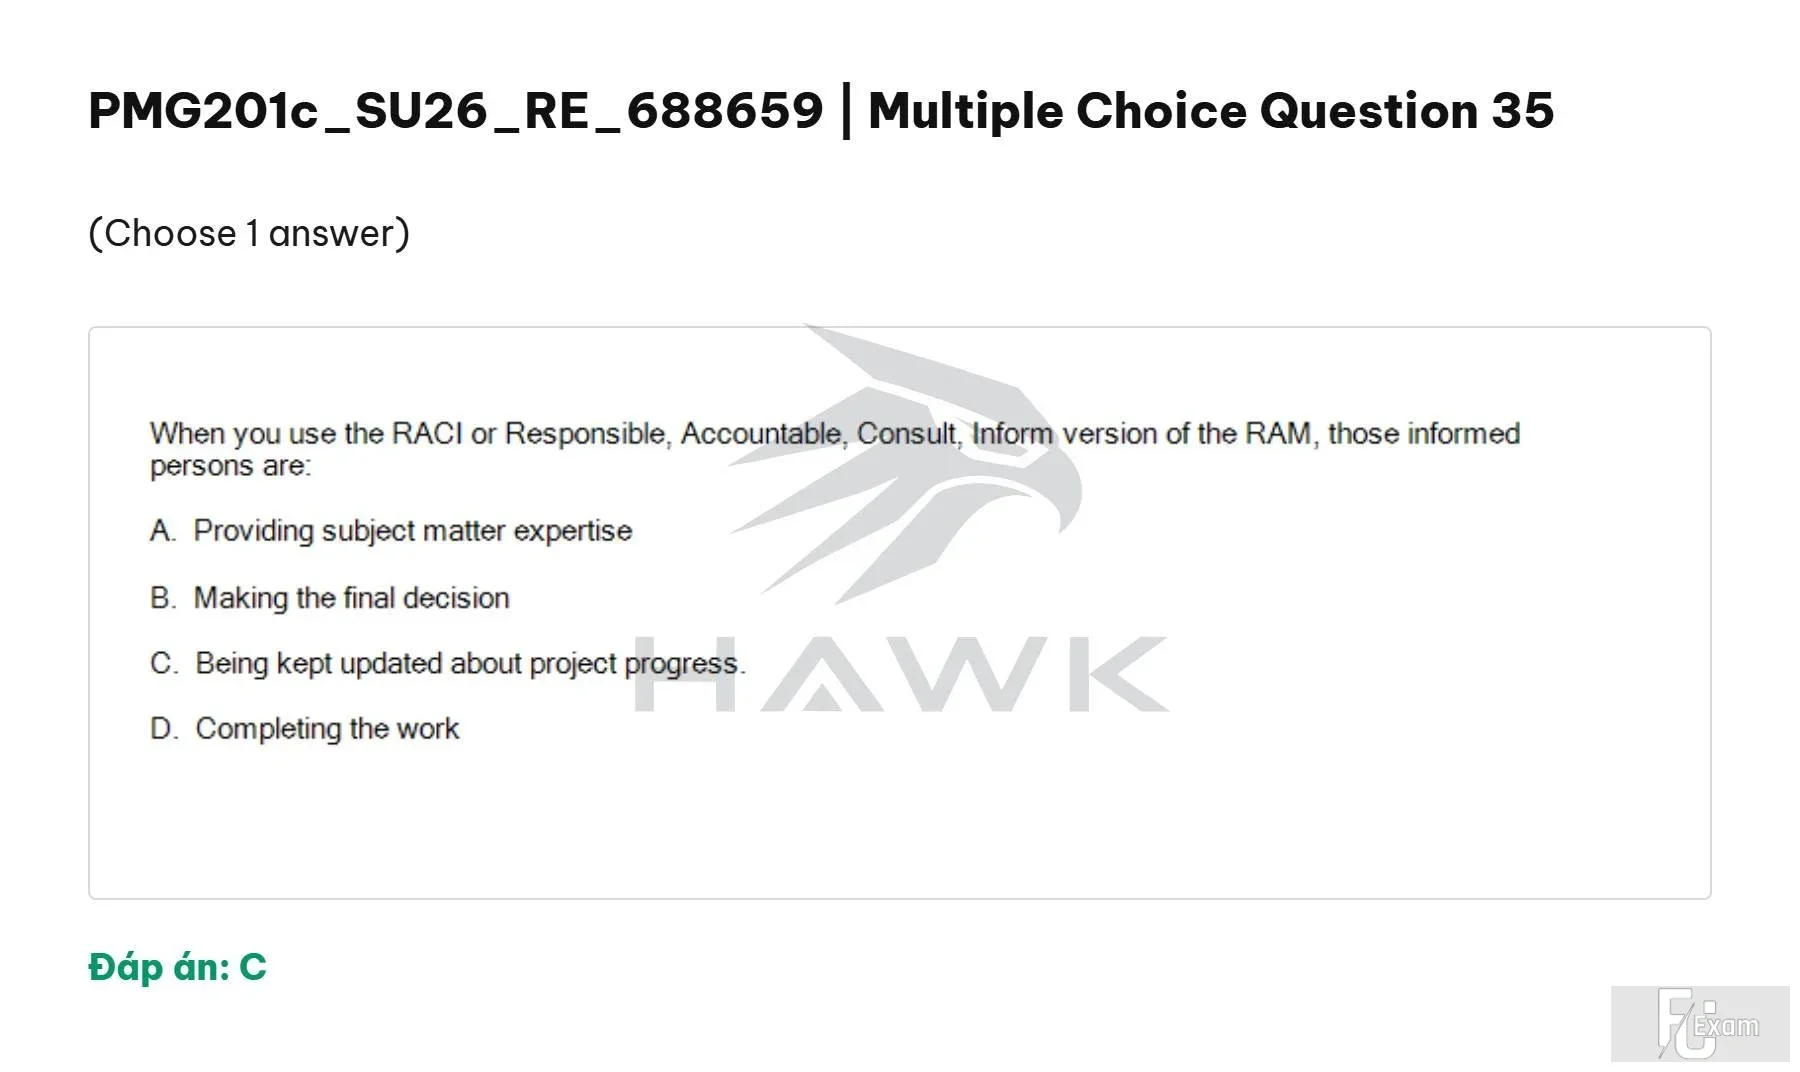 PMG201c_SU26_RE_688659 | Multiple Choice Question 35
(Choose 1 answer)
When you use the RACI or Responsible, Accountable, Consult, Inform version of the RAM, those informed
persons are:
A. Providing subject matter expertise
B. Making the final decision
C. Being kept updated about project progress.
D. Completing the work
HAWK
Đáp án: C
FU Exam